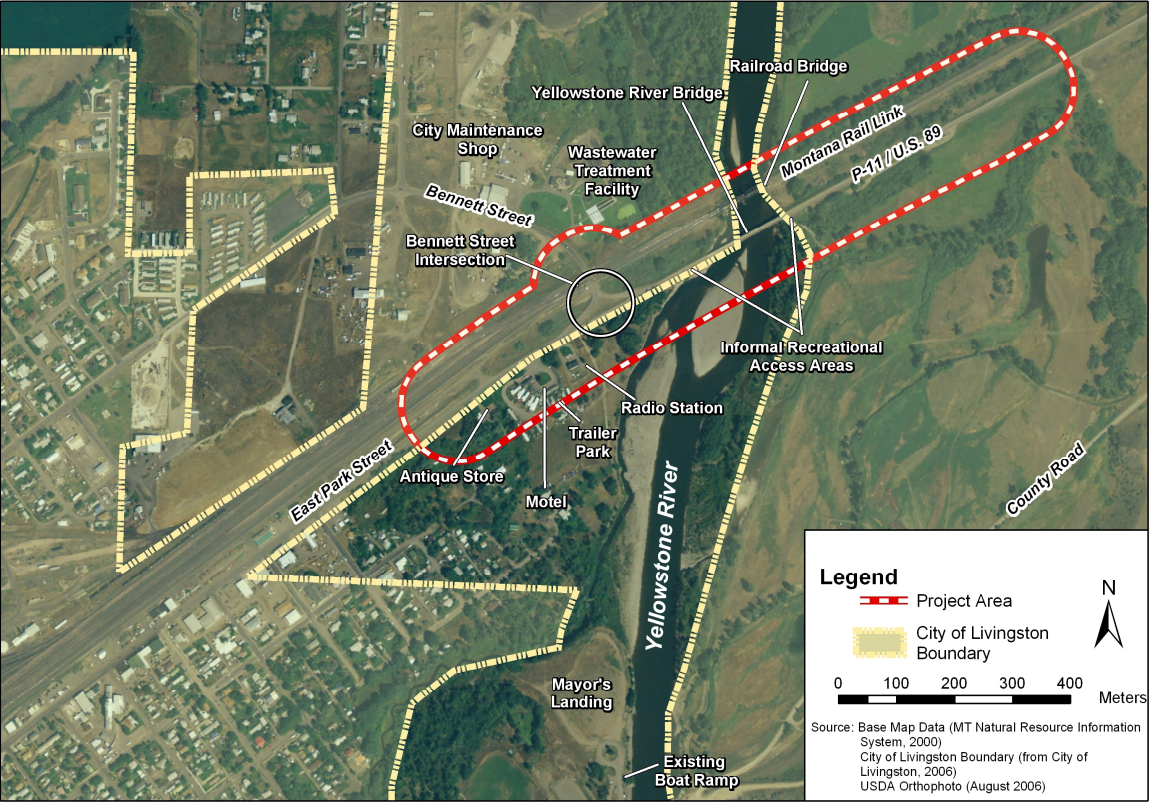 Railroad Bridge
Yellowstone River Bridge
City Maintenance
Shop
Wastewater
Treatment
Facility
Montana Rail Link
P-11 / U.S. 89
Bennett Street
Bennett Street
Intersection
Informal Recreational
Access Areas
Radio Station
Trailer
Park
Antique Store
Motel
East Park Street
Yellowstone River
County Road
Mayor's
Landing
Existing
Boat Ramp
Legend
Project Area
City of Livingston
Boundary
N
0 100 200 300 400
Meters
Source: Base Map Data (MT Natural Resource Information
System, 2000)
City of Livingston Boundary (from City of
Livingston, 2006)
USDA Orthophoto (August 2006)